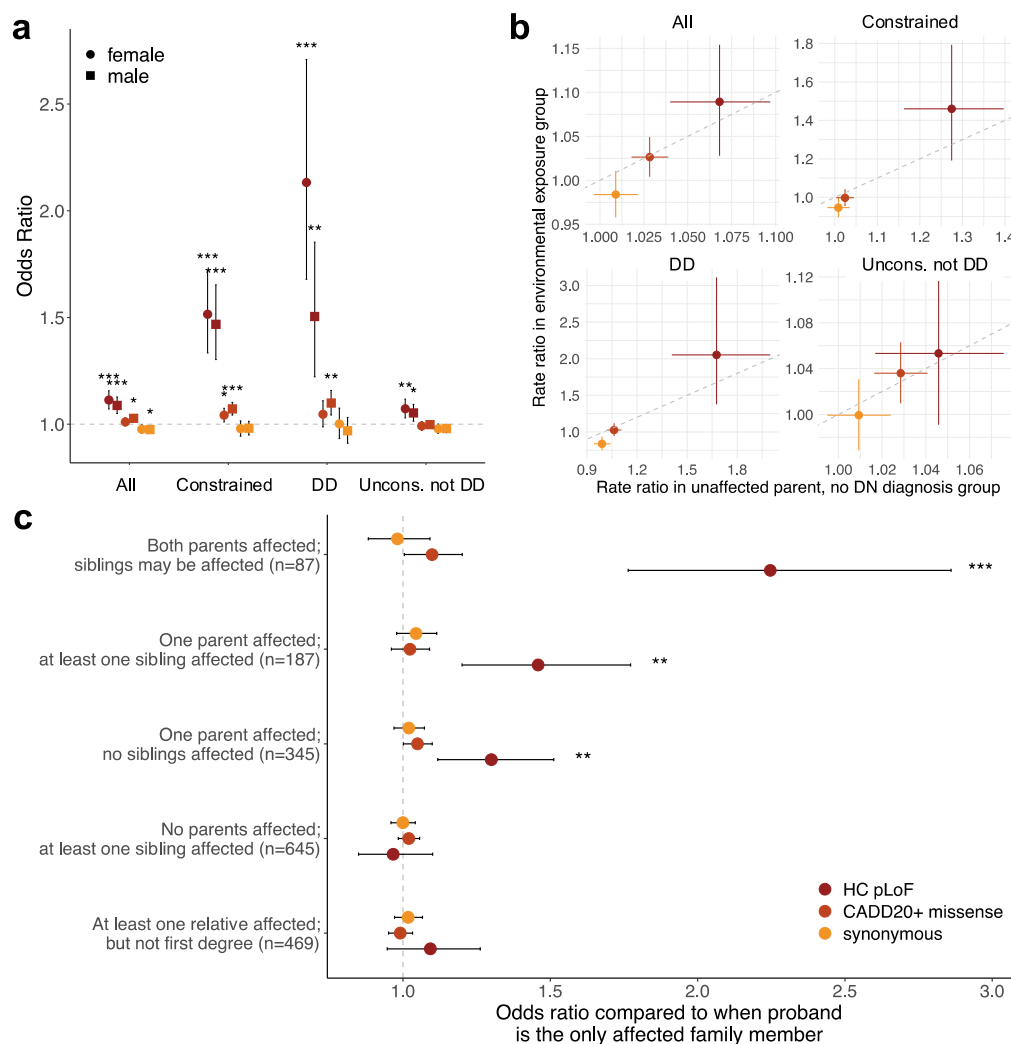 a
female
male
Odds Ratio
2.5
2.0
1.5
1.0
***
***
*
*
***
***
*
***
***
**
**
**
*
All
Constrained
DD
Uncons. not DD
b
All
Constrained
1.15
1.10
1.05
1.00
0.95
1.000
1.025
1.050
1.075
1.100
1.8
1.6
1.4
1.2
1.0
1.0
1.1
1.2
1.3
1.4
DD
Uncons. not DD
3.0
2.5
2.0
1.5
1.0
0.9
1.2
1.5
1.8
1.12
1.08
1.04
1.00
1.00
1.02
1.04
1.06
Rate ratio in environmental exposure group
Rate ratio in unaffected parent, no DN diagnosis group
c
Both parents affected;
siblings may be affected (n=87)
***
One parent affected;
at least one sibling affected (n=187)
**
One parent affected;
no siblings affected (n=345)
**
No parents affected;
at least one sibling affected (n=645)
At least one relative affected;
but not first degree (n=469)
HC pLoF
CADD20+ missense
synonymous
1.0
1.5
2.0
2.5
3.0
Odds ratio compared to when proband
is the only affected family member